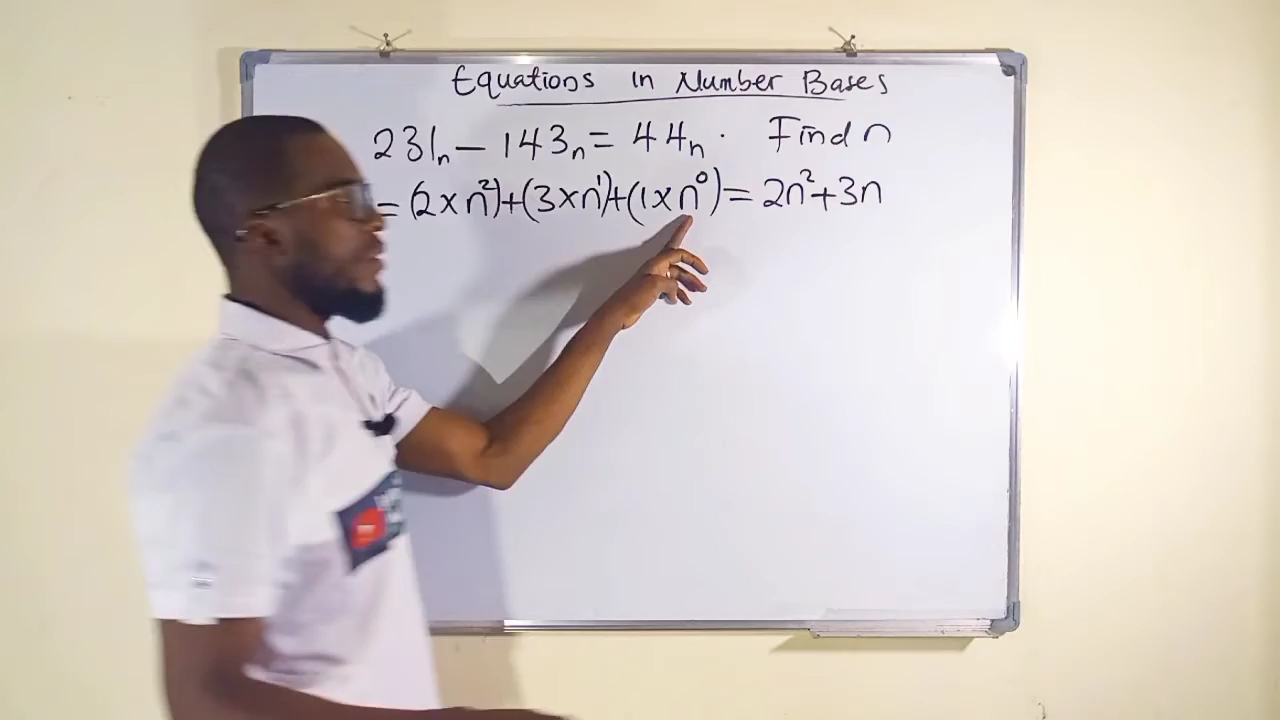 Equations in Number Bases
231ₙ – 143ₙ = 44ₙ. Find n
= (2×n²)+(3×n¹)+(1×n⁰) = 2n²+3n